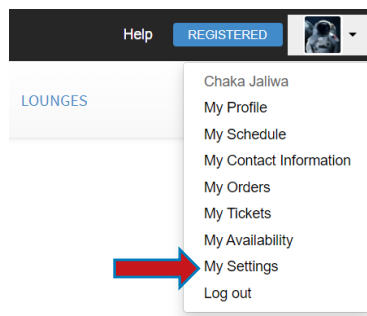 Help
REGISTERED
LOUNGES
Chaka Jaliwa
My Profile
My Schedule
My Contact Information
My Orders
My Tickets
My Availability
My Settings
Log out